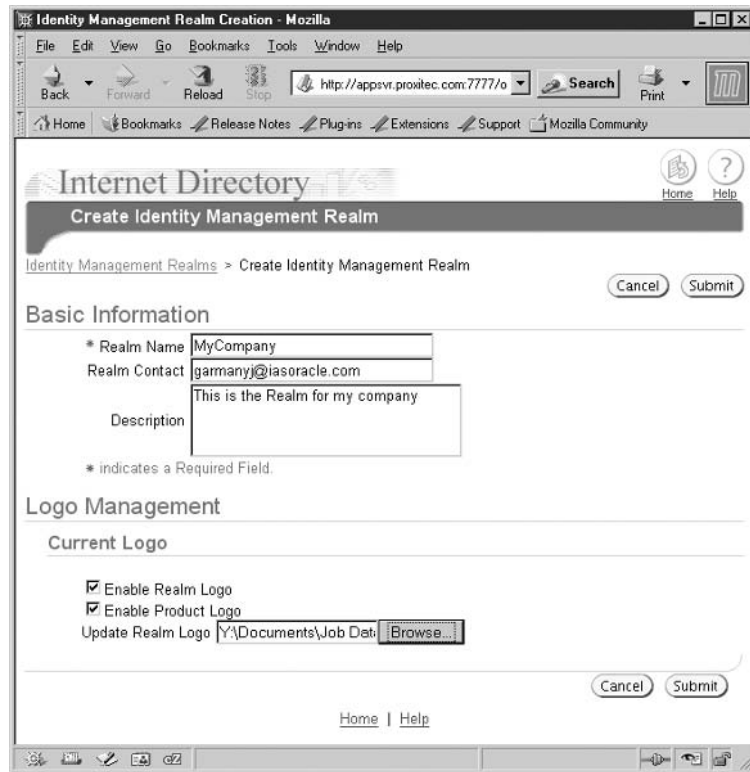 Identity Management Realm Creation - Mozilla
File Edit View Go Bookmarks Tools Window Help
Back Forward Reload Stop http://appsvr.proxitec.com:7777/o Search Print
Home Bookmarks Release Notes Plug-ins Extensions Support Mozilla Community
Internet Directory
Home Help
Create Identity Management Realm
Identity Management Realms > Create Identity Management Realm
Cancel Submit
Basic Information
* Realm Name MyCompany
Realm Contact garmanyj@iasoracle.com
Description This is the Realm for my company
* indicates a Required Field.
Logo Management
Current Logo
Enable Realm Logo
Enable Product Logo
Update Realm Logo Y:\Documents\Job Dat Browse...
Cancel Submit
Home | Help